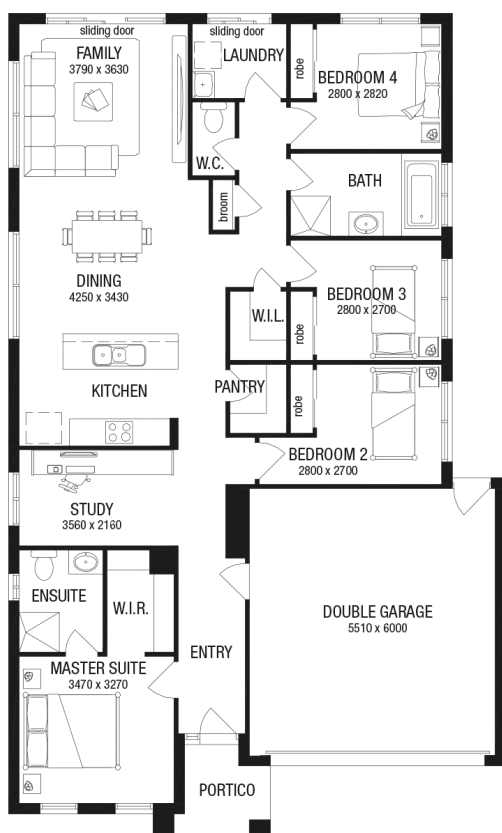 sliding door
sliding door
FAMILY
3790 x 3630
LAUNDRY
robe
BEDROOM 4
2800 x 2820
W.C.
BATH
broom
DINING
4250 x 3430
BEDROOM 3
2800 x 2700
W.I.L.
robe
KITCHEN
PANTRY
robe
BEDROOM 2
2800 x 2700
STUDY
3560 x 2160
ENSUITE
W.I.R.
DOUBLE GARAGE
5510 x 6000
ENTRY
MASTER SUITE
3470 x 3270
PORTICO